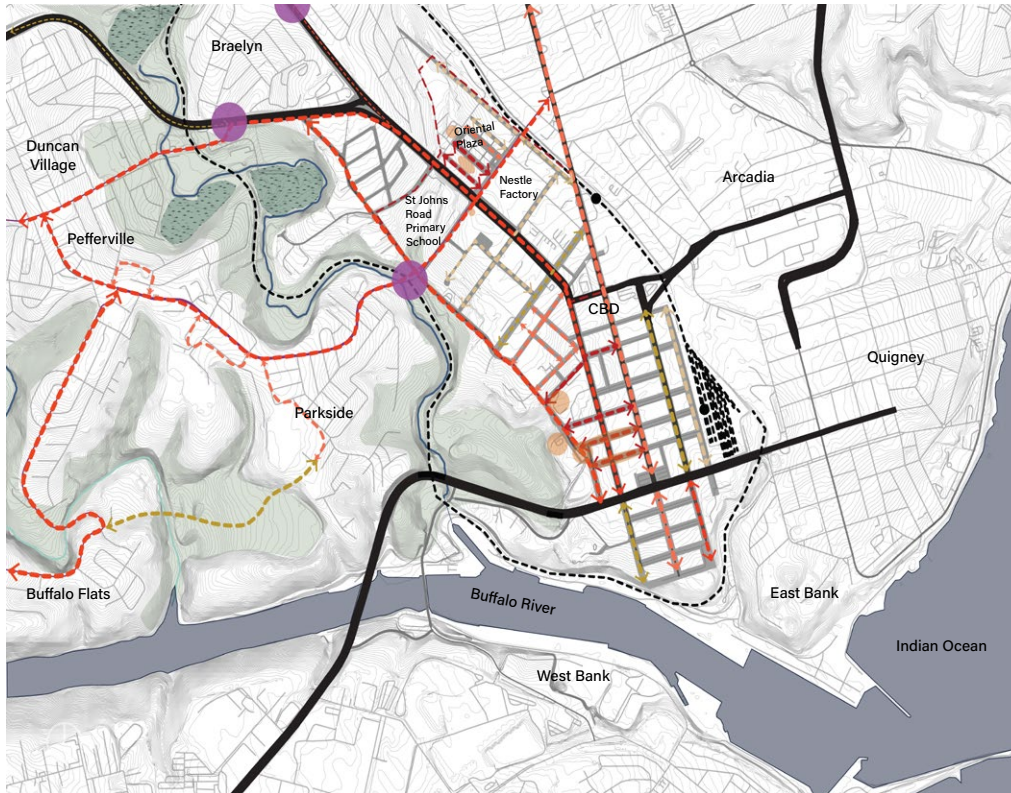 Braelyn
Duncan
Village
Oriental
Plaza
Nestle
Factory
Arcadia
St Johns
Road
Primary
School
Pefferville
CBD
Quigney
Parkside
Buffalo Flats
Buffalo River
East Bank
Indian Ocean
West Bank